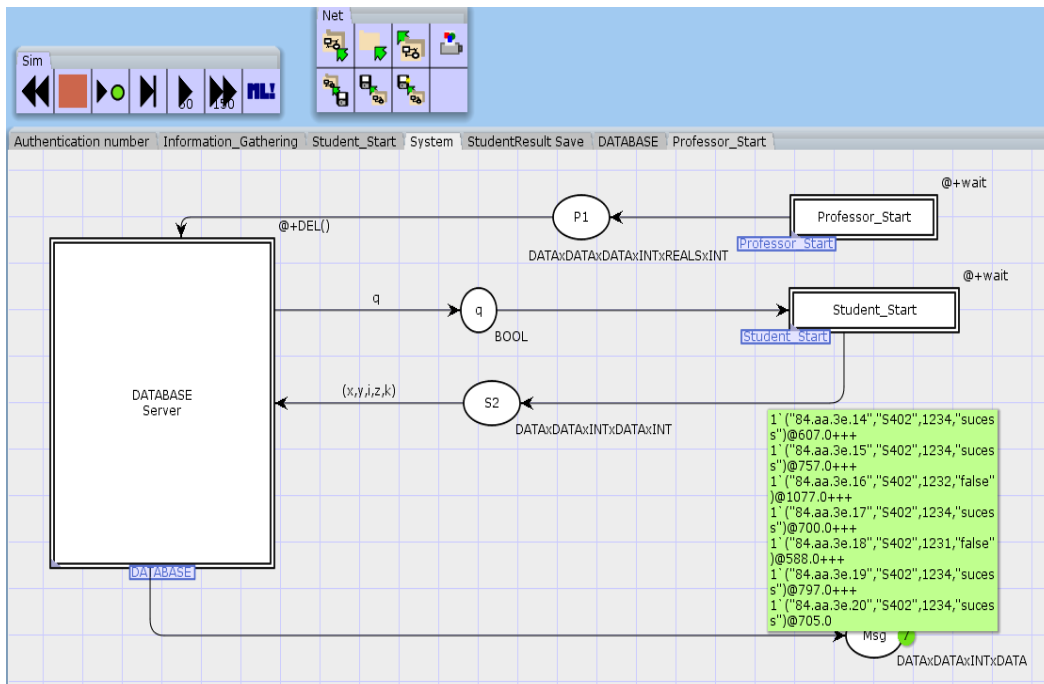 Net
Sim
50
150
ML!
Authentication number Information_Gathering Student_Start System StudentResult Save DATABASE Professor_Start
@+wait
P1
Professor_Start
@+DEL()
Professor_Start
DATAxDATAxDATAxINTxREALSxINT
@+wait
q
q
Student_Start
BOOL
Student_Start
DATABASE
Server
(x,y,i,z,k)
S2
DATAxDATAxINTxDATAxINT
1`("84.aa.3e.14","S402",1234,"suces
s")@607.0+++
1`("84.aa.3e.15","S402",1234,"suces
s")@757.0+++
1`("84.aa.3e.16","S402",1232,"false"
)@1077.0+++
1`("84.aa.3e.17","S402",1234,"suces
s")@700.0+++
1`("84.aa.3e.18","S402",1231,"false"
)@588.0+++
1`("84.aa.3e.19","S402",1234,"suces
s")@797.0+++
1`("84.aa.3e.20","S402",1234,"suces
s")@705.0
DATABASE
Msg
7
DATAxDATAxINTxDATA